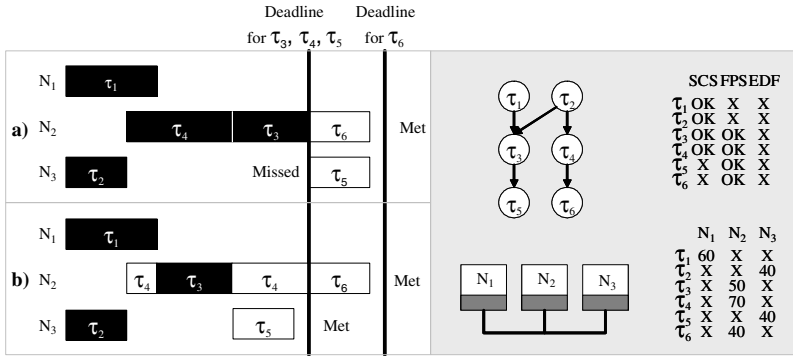 Deadline
for τ3, τ4, τ5
Deadline
for τ6
a)
N1
τ1
N2
τ4
τ3
τ6
Met
N3
τ2
Missed
τ5
b)
N1
τ1
N2
τ4
τ3
τ4
τ6
Met
N3
τ2
τ5
Met
τ1
τ2
τ3
τ4
τ5
τ6
N1
N2
N3
SCS FPS EDF
τ1 OK X X
τ2 OK X X
τ3 OK OK X
τ4 OK OK X
τ5 X OK X
τ6 X OK X
N1 N2 N3
τ1 60 X X
τ2 X X 40
τ3 X 50 X
τ4 X 70 X
τ5 X X 40
τ6 X 40 X